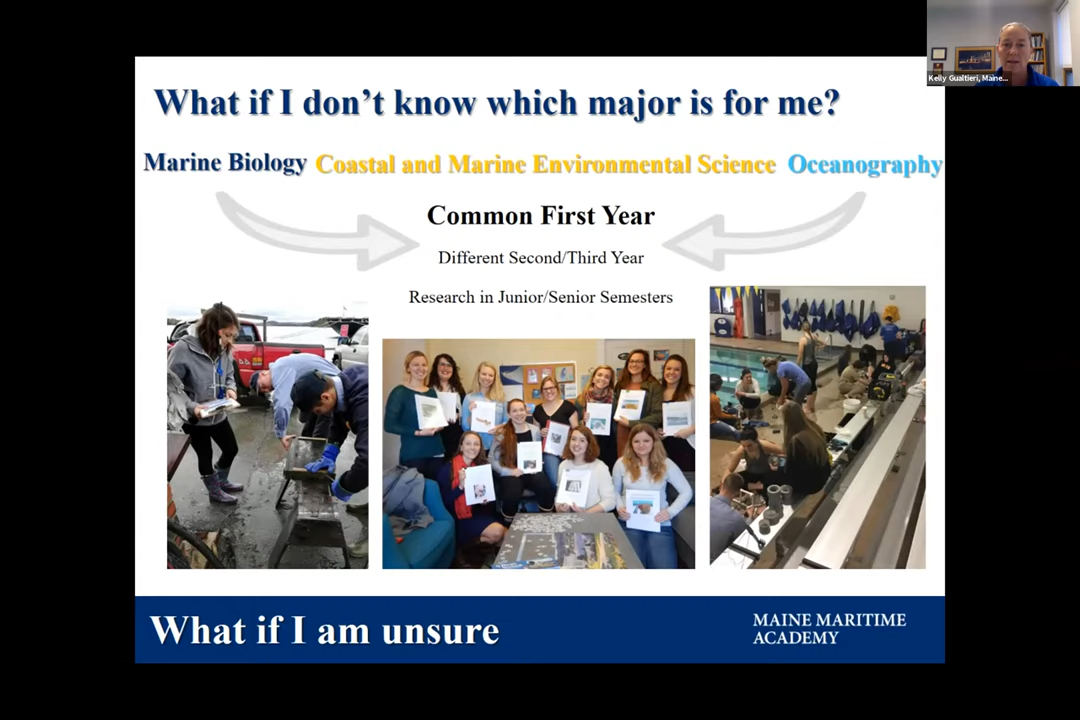 Kelly Gualtieri, Maine...
What if I don't know which major is for me?
Marine Biology Coastal and Marine Environmental Science Oceanography
Common First Year
Different Second/Third Year
Research in Junior/Senior Semesters
What if I am unsure
MAINE MARITIME
ACADEMY